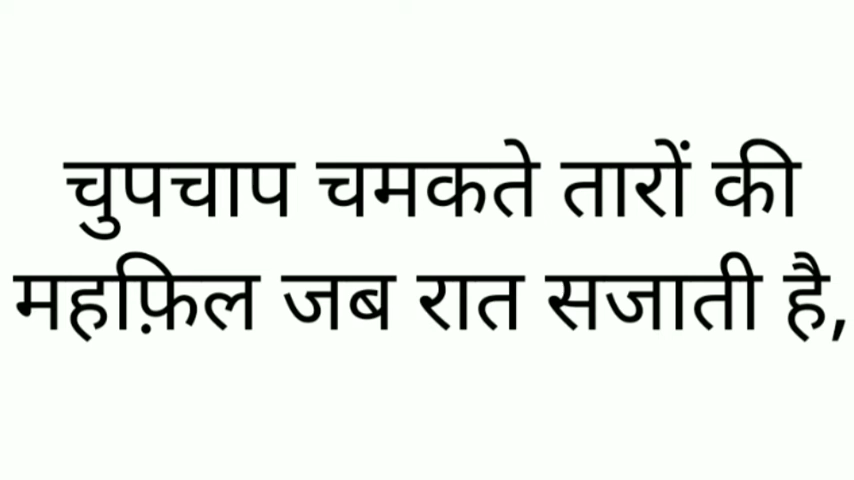 चुपचाप चमकते तारों की
महफ़िल जब रात सजाती है,